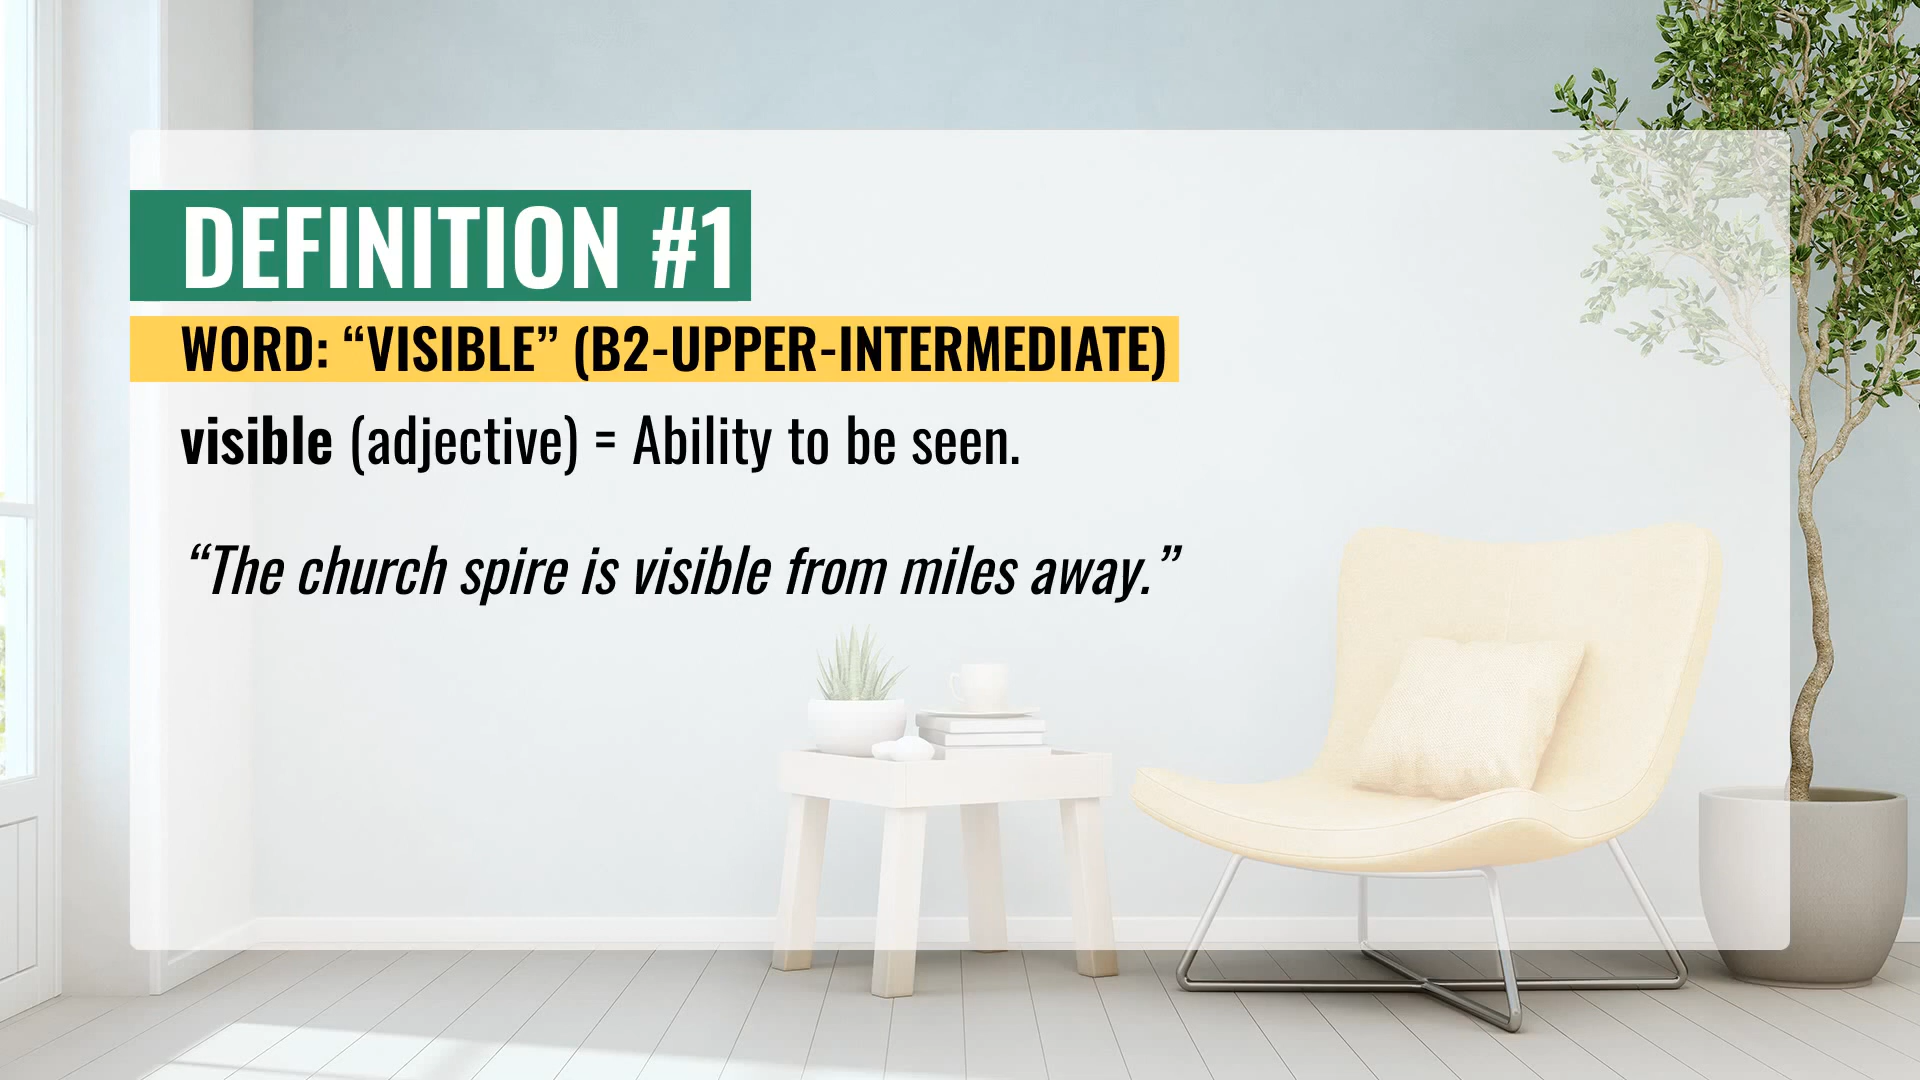 DEFINITION #1
WORD: “VISIBLE” (B2-UPPER-INTERMEDIATE)
visible (adjective) = Ability to be seen.
“The church spire is visible from miles away.”